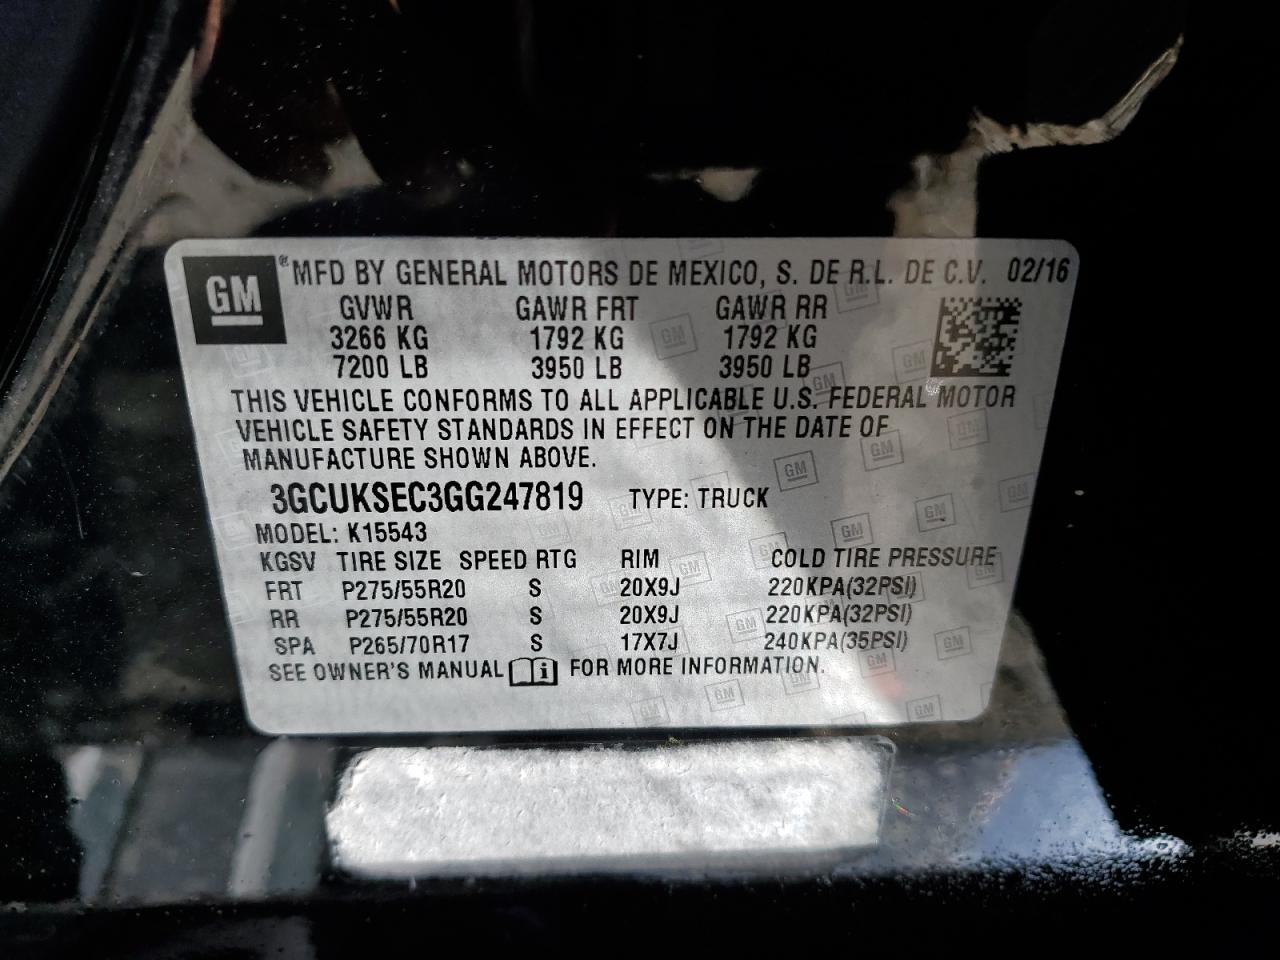 GM ® MFD BY GENERAL MOTORS DE MEXICO, S. DE R.L. DE C.V. 02/16
GVWR GAWR FRT GAWR RR
3266 KG 1792 KG 1792 KG
7200 LB 3950 LB 3950 LB
THIS VEHICLE CONFORMS TO ALL APPLICABLE U.S. FEDERAL MOTOR
VEHICLE SAFETY STANDARDS IN EFFECT ON THE DATE OF
MANUFACTURE SHOWN ABOVE.
3GCUKSEC3GG247819 TYPE: TRUCK
MODEL: K15543
KGSV TIRE SIZE SPEED RTG RIM COLD TIRE PRESSURE
FRT P275/55R20 S 20X9J 220KPA(32PSI)
RR P275/55R20 S 20X9J 220KPA(32PSI)
SPA P265/70R17 S 17X7J 240KPA(35PSI)
SEE OWNER'S MANUAL i FOR MORE INFORMATION.